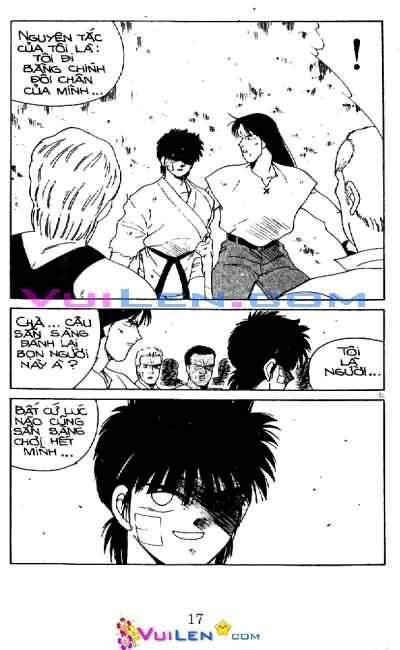 NGUYÊN TẮC
CỦA TÔI LÀ:
TÔI ĐI
BẰNG CHÍNH
ĐÔI CHÂN
CỦA MÌNH...
!
VUILEN.COM
CHÀ... CẬU
SẴN SÀNG
ĐÁNH LẠI
BỌN NGƯỜI
NÀY À?
TÔI
LÀ
NGƯỜI...
BẤT CỨ LÚC
NÀO CŨNG
SẴN SÀNG
CHƠI HẾT
MÌNH...
17
VUILEN.COM